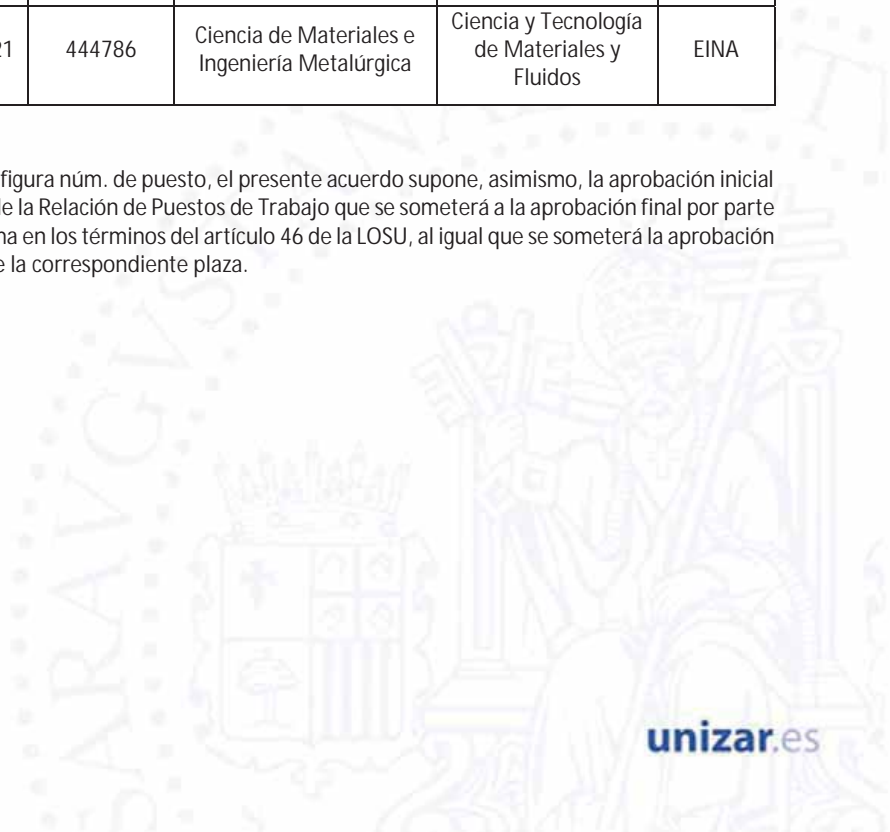 21 444786 Ciencia de Materiales e Ingeniería Metalúrgica Ciencia y Tecnología de Materiales y Fluidos EINA
figura núm. de puesto, el presente acuerdo supone, asimismo, la aprobación inicial
de la Relación de Puestos de Trabajo que se someterá a la aprobación final por parte
en los términos del artículo 46 de la LOSU, al igual que se someterá la aprobación
la correspondiente plaza.
unizar.es